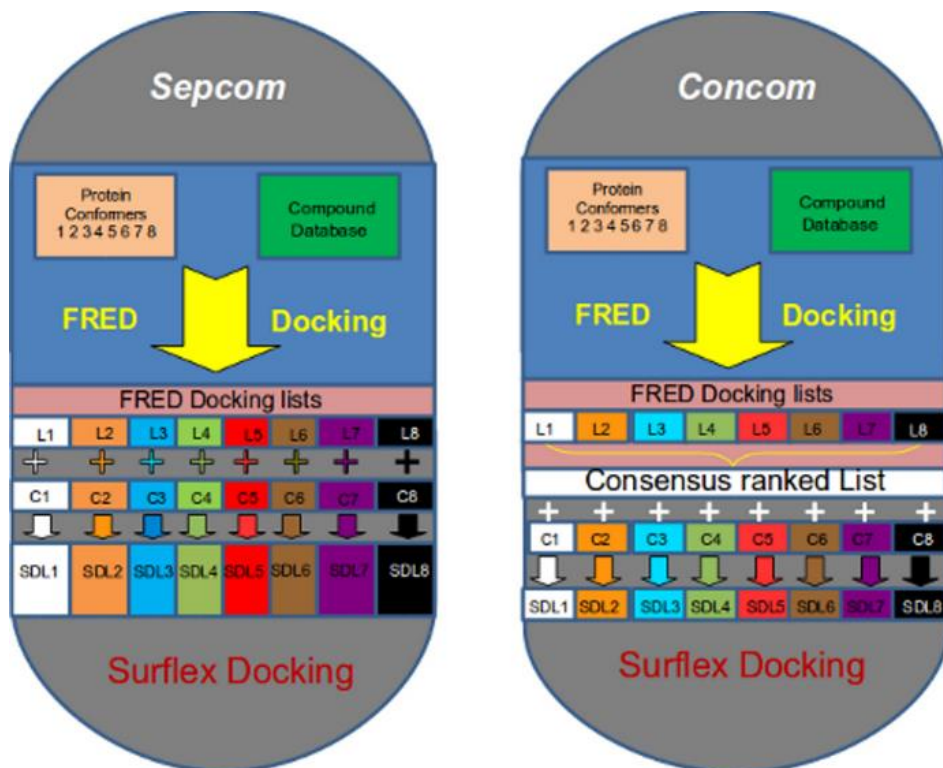 Sepcom
Protein
Conformers
1 2 3 4 5 6 7 8
Compound
Database
FRED Docking
FRED Docking lists
L1 L2 L3 L4 L5 L6 L7 L8
+ + + + + + + +
C1 C2 C3 C4 C5 C6 C7 C8
SDL1 SDL2 SDL3 SDL4 SDL5 SDL6 SDL7 SDL8
Surflex Docking
Concom
Protein
Conformers
1 2 3 4 5 6 7 8
Compound
Database
FRED Docking
FRED Docking lists
L1 L2 L3 L4 L5 L6 L7 L8
Consensus ranked List
+ + + + + + + +
C1 C2 C3 C4 C5 C6 C7 C8
SDL1 SDL2 SDL3 SDL4 SDL5 SDL6 SDL7 SDL8
Surflex Docking